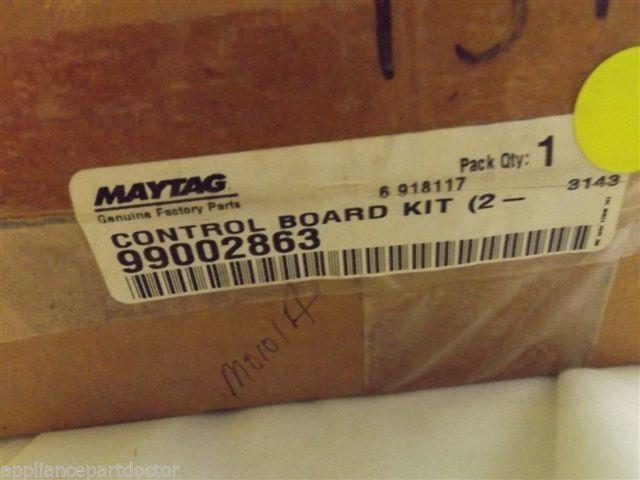 Pack Qty: 1
MAYTAG
Genuine Factory Parts
6 918117
3143
CONTROL BOARD KIT (2-
99002863
© appliancepartdoctor